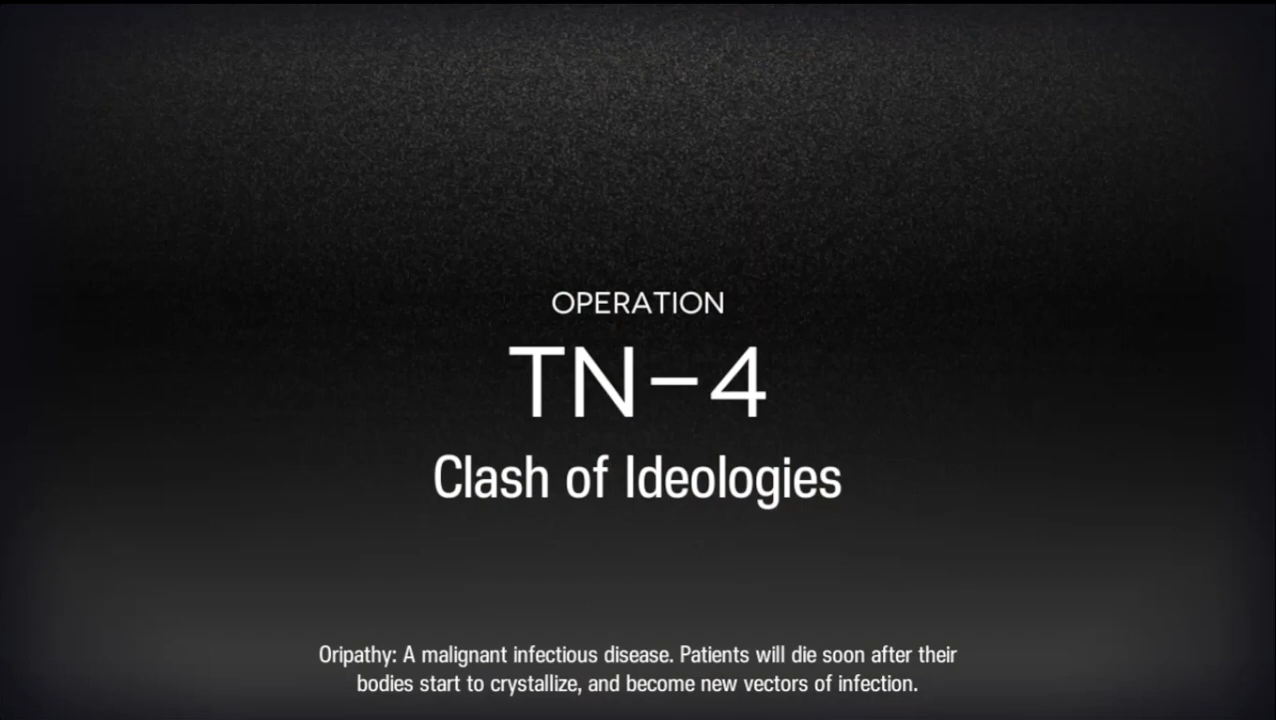 OPERATION
TN-4
Clash of Ideologies
Oripathy: A malignant infectious disease. Patients will die soon after their
bodies start to crystallize, and become new vectors of infection.